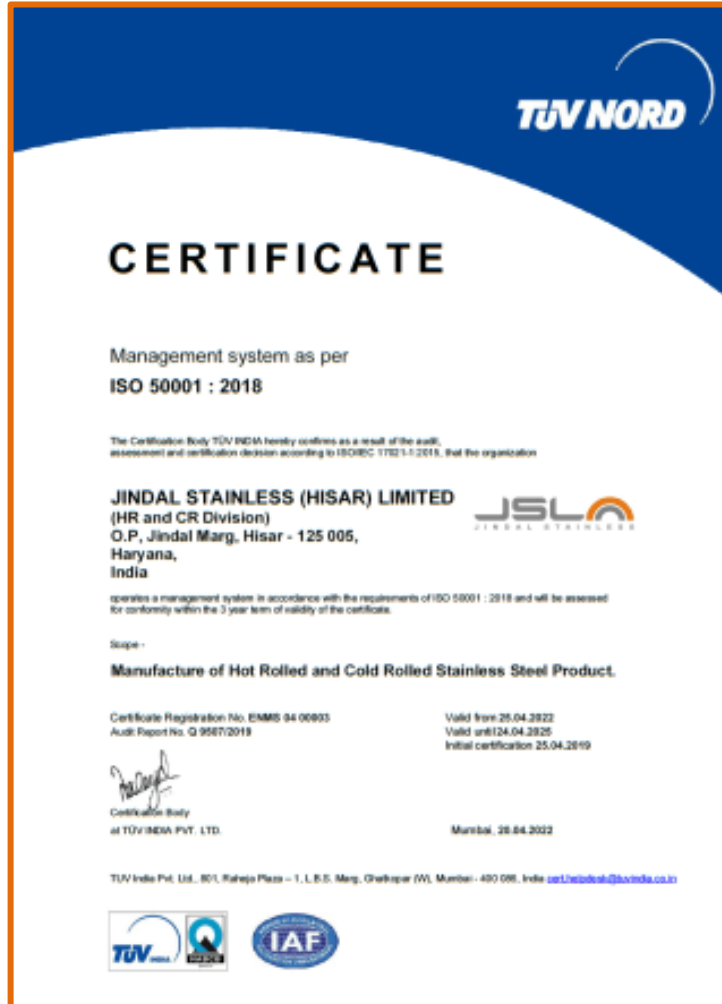 TÜV NORD
CERTIFICATE
Management system as per
ISO 50001 : 2018
The Certification Body TÜV INDIA hereby confirms as a result of the audit,
assessment and certification decision according to ISO/IEC 17021-1:2015, that the organization
JINDAL STAINLESS (HISAR) LIMITED
(HR and CR Division)
O.P, Jindal Marg, Hisar - 125 005,
Haryana,
India
JSL
JINDAL STAINLESS
operates a management system in accordance with the requirements of ISO 50001 : 2018 and will be assessed
for conformity within the 3 year term of validity of the certificate.
Scope -
Manufacture of Hot Rolled and Cold Rolled Stainless Steel Product.
Certificate Registration No. ENMS 04 00003
Audit Report No. Q 9507/2019
Valid from 25.04.2022
Valid until 24.04.2025
Initial certification 25.04.2019
Certification Body
at TÜV INDIA PVT. LTD.
Mumbai, 20.04.2022
TUV India Pvt. Ltd., 801, Raheja Plaza – 1, L.B.S. Marg, Ghatkopar (W), Mumbai - 400 086, India cert.helpdesk@tuvindia.co.in
TÜV INDIA
IAF